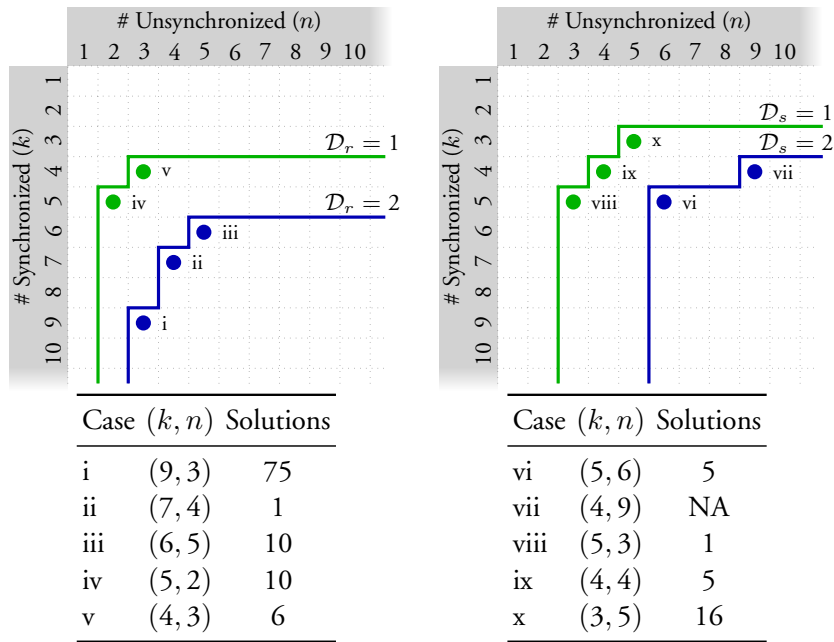 # Unsynchronized (n)
1 2 3 4 5 6 7 8 9 10
# Synchronized (k)
1
2
3
4
5
6
7
8
9
10
D_r = 1
v
iv
D_r = 2
iii
ii
i
Case (k, n) Solutions
i (9, 3) 75
ii (7, 4) 1
iii (6, 5) 10
iv (5, 2) 10
v (4, 3) 6
# Unsynchronized (n)
1 2 3 4 5 6 7 8 9 10
# Synchronized (k)
1
2
3
4
5
6
7
8
9
10
D_s = 1
x
D_s = 2
ix
vii
viii
vi
Case (k, n) Solutions
vi (5, 6) 5
vii (4, 9) NA
viii (5, 3) 1
ix (4, 4) 5
x (3, 5) 16